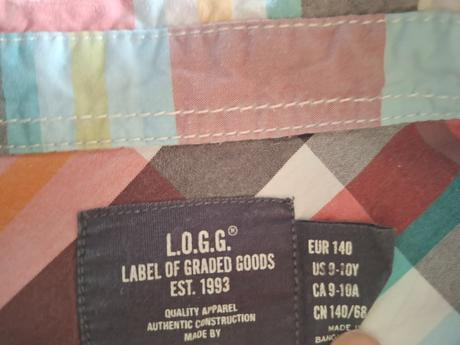 L.O.G.G.®
LABEL OF GRADED GOODS
EST. 1993
QUALITY APPAREL
AUTHENTIC CONSTRUCTION
MADE BY
EUR 140
US 9-10Y
CA 9-10A
CN 140/68
MADE